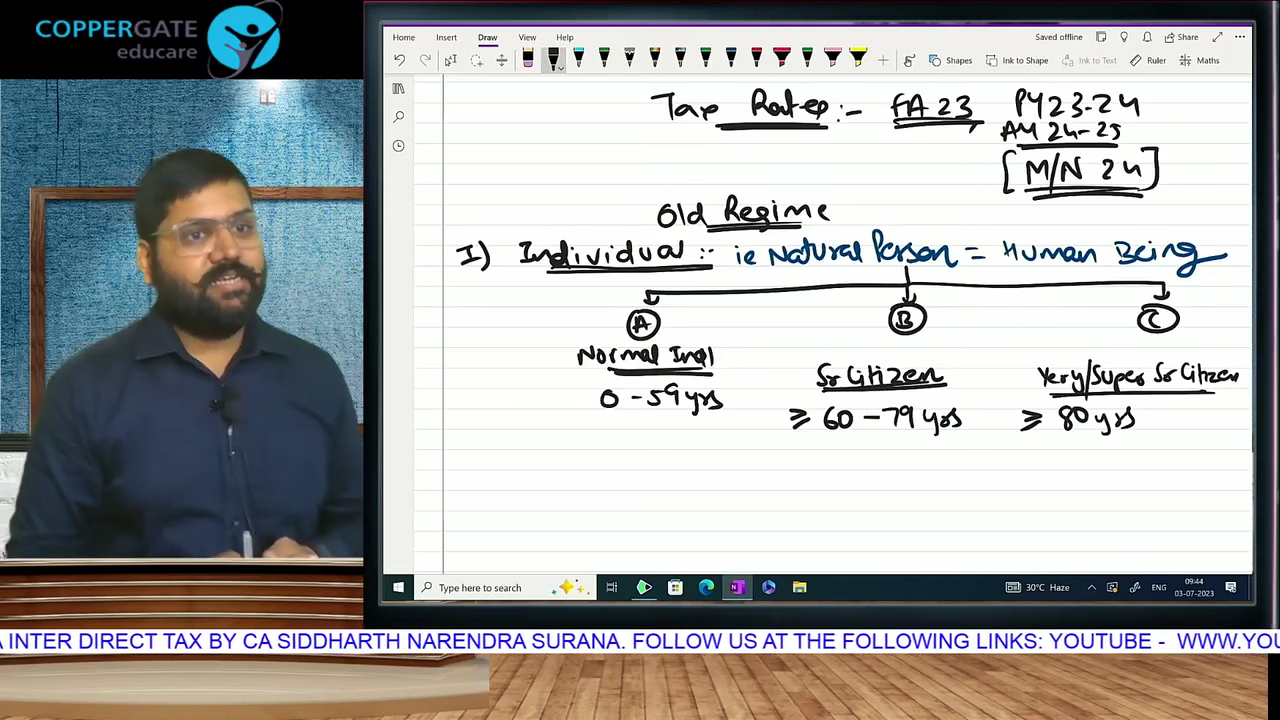 COPPERGATE
educare
Home Insert Draw View Help
Saved offline
Share
Shapes Ink to Shape Ink to Text Ruler Maths
Tax Rates :- FA 23 PY 23-24
AY 24-25
[M/N 24]
Old Regime
I) Individual :- ie Natural Person = Human Being
A B C
Normal Indl Sr Citizen Very/Super Sr Citizen
0 - 59 yrs ≥ 60 - 79 yrs ≥ 80 yrs
Type here to search
30°C Haze
ENG
09:44
03-07-2023
A INTER DIRECT TAX BY CA SIDDHARTH NARENDRA SURANA. FOLLOW US AT THE FOLLOWING LINKS: YOUTUBE - WWW.YOU